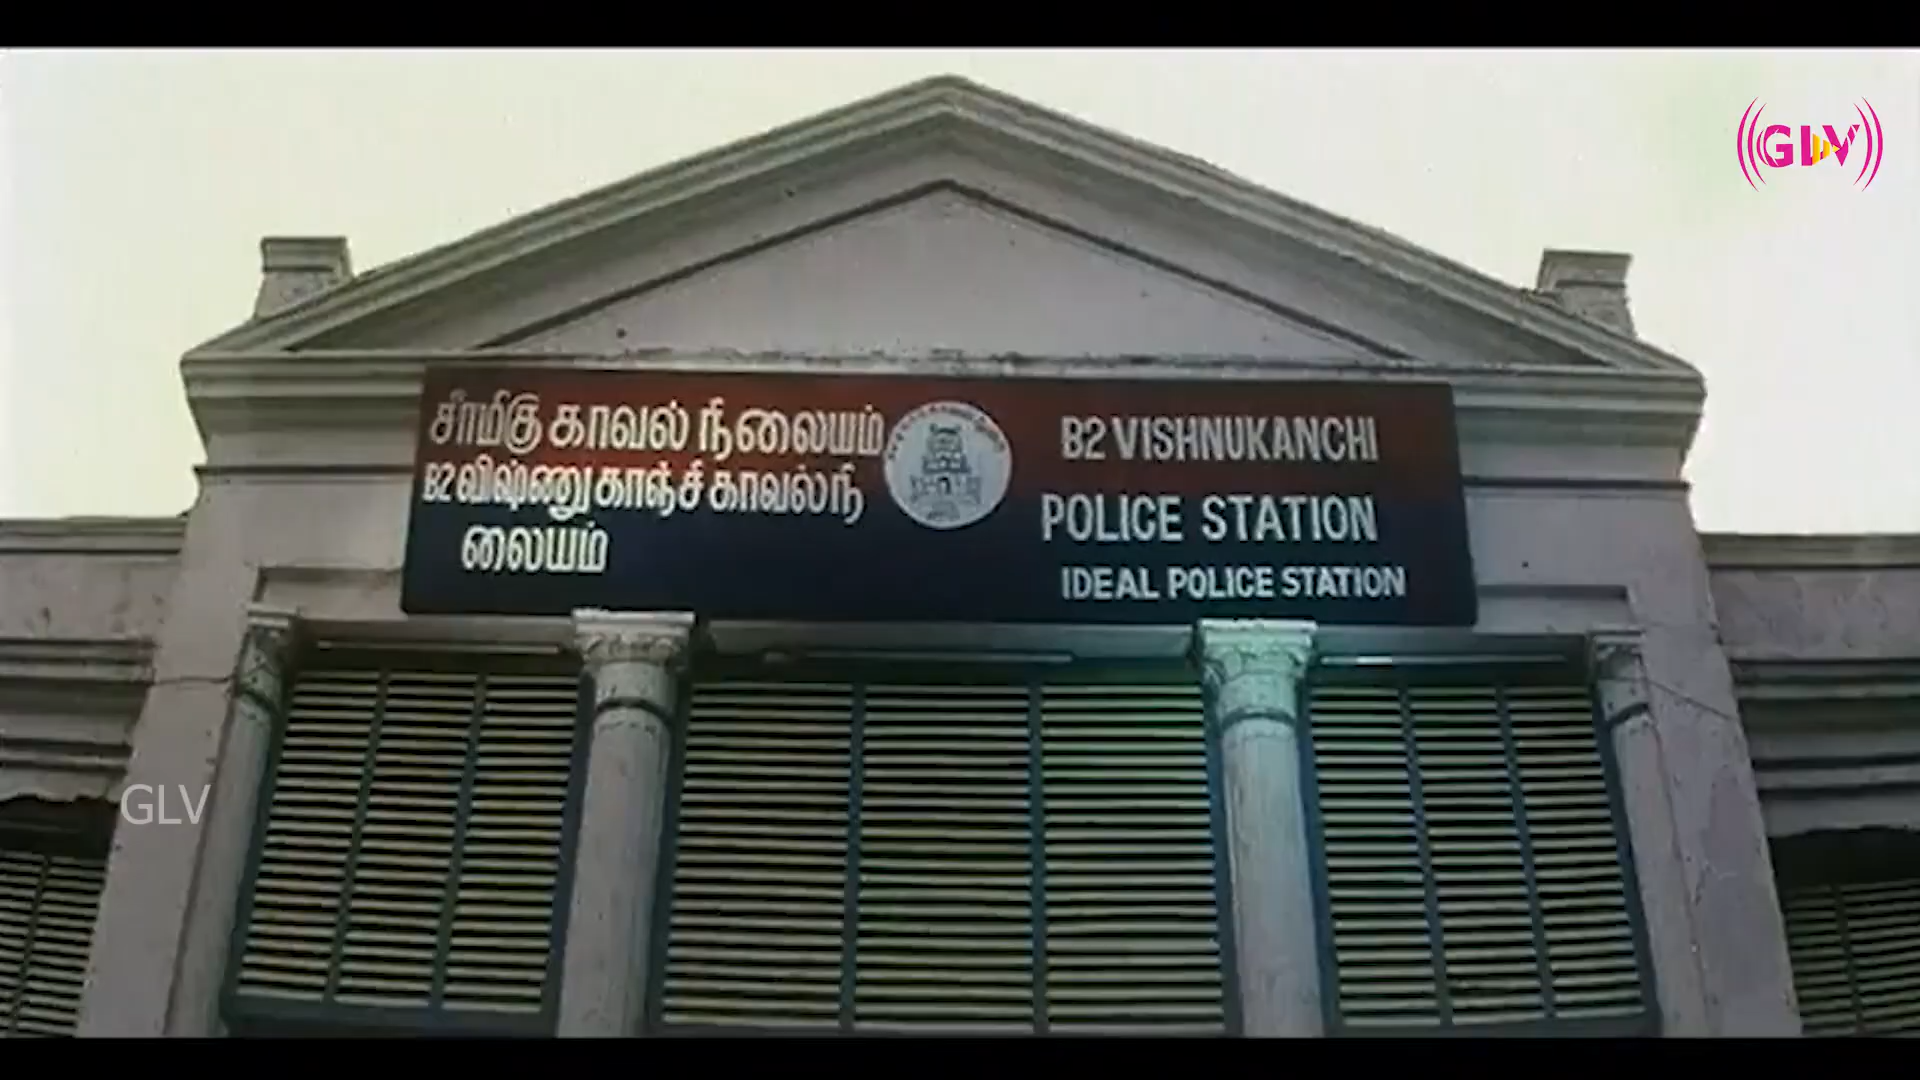 GLV
சீர்மிகு காவல் நிலையம்
B2 விஷ்ணு காஞ்சி காவல் நி
லையம்
B2 VISHNUKANCHI
POLICE STATION
IDEAL POLICE STATION
GLV